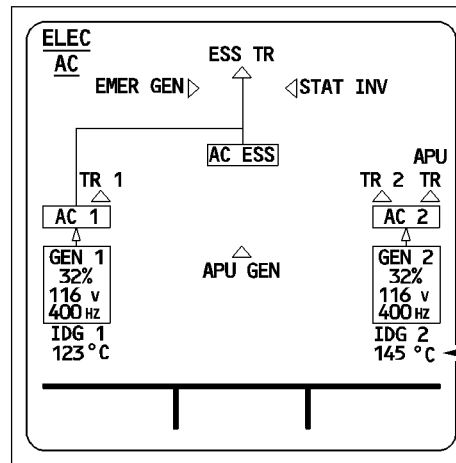 ELEC
AC
ESS TR
EMER GEN
STAT INV
AC ESS
APU
TR 1
TR 2
TR
AC 1
AC 2
GEN 1
32%
116 V
400 HZ
IDG 1
123 °C
APU GEN
GEN 2
32%
116 V
400 HZ
IDG 2
145 °C